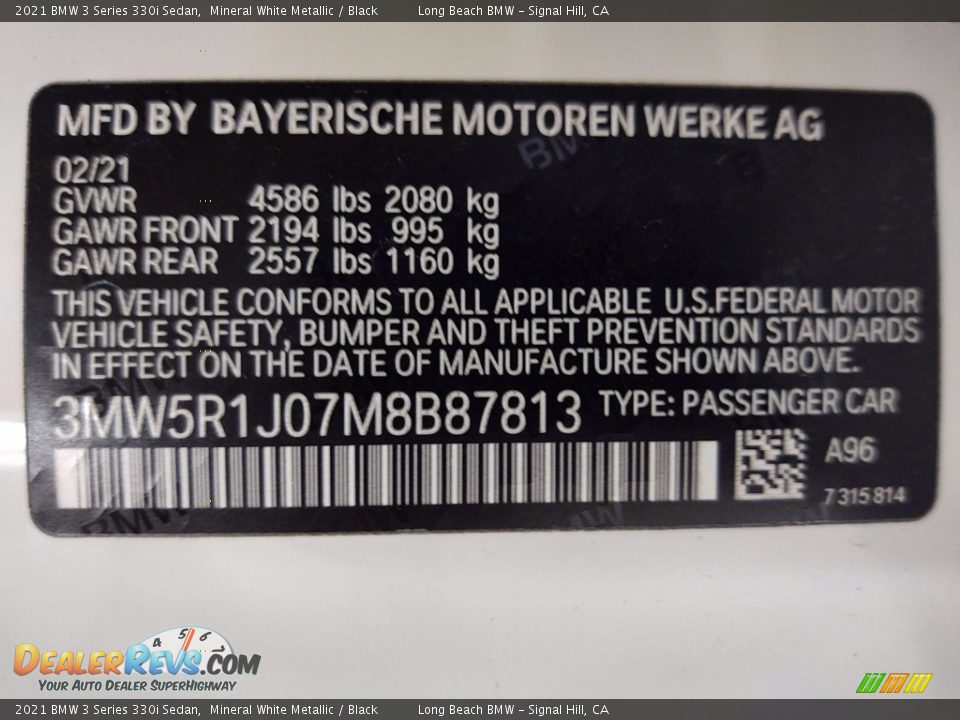 2021 BMW 3 Series 330i Sedan, Mineral White Metallic / Black Long Beach BMW - Signal Hill, CA
MFD BY BAYERISCHE MOTOREN WERKE AG
02/21
GVWR 4586 lbs 2080 kg
GAWR FRONT 2194 lbs 995 kg
GAWR REAR 2557 lbs 1160 kg
THIS VEHICLE CONFORMS TO ALL APPLICABLE U.S.FEDERAL MOTOR
VEHICLE SAFETY, BUMPER AND THEFT PREVENTION STANDARDS
IN EFFECT ON THE DATE OF MANUFACTURE SHOWN ABOVE.
3MW5R1J07M8B87813 TYPE: PASSENGER CAR
A96
7 315 814
4 5 6 7
DEALERREVS.COM
YOUR AUTO DEALER SUPERHIGHWAY
2021 BMW 3 Series 330i Sedan, Mineral White Metallic / Black Long Beach BMW - Signal Hill, CA